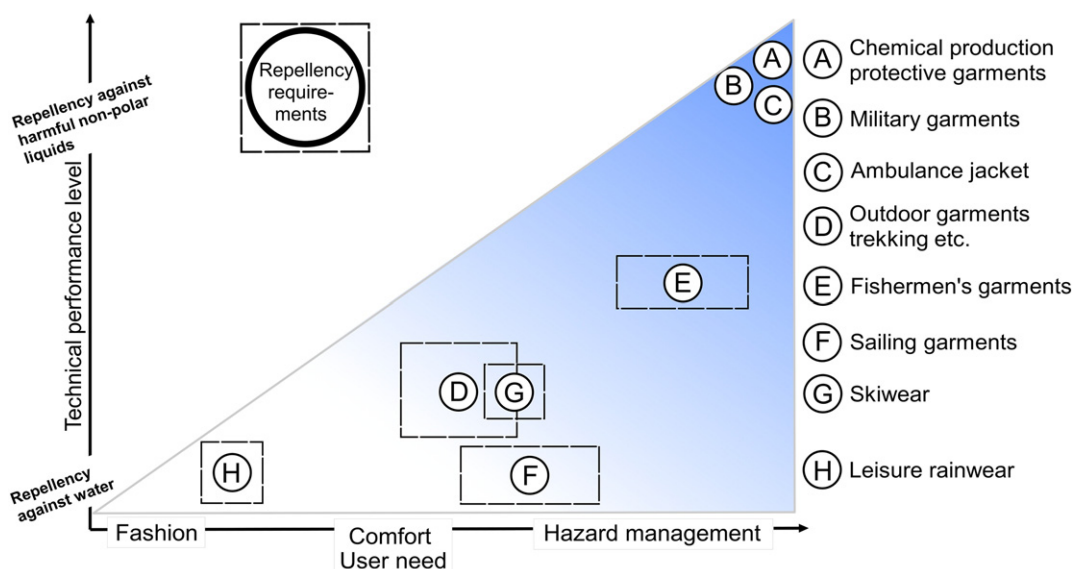 Repellency against
harmful non-polar
liquids
Technical performance level
Repellency
against water
Repellency
require-
ments
A
B
C
E
D
G
H
F
Fashion
Comfort
User need
Hazard management
A Chemical production
protective garments
B Military garments
C Ambulance jacket
D Outdoor garments
trekking etc.
E Fishermen's garments
F Sailing garments
G Skiwear
H Leisure rainwear